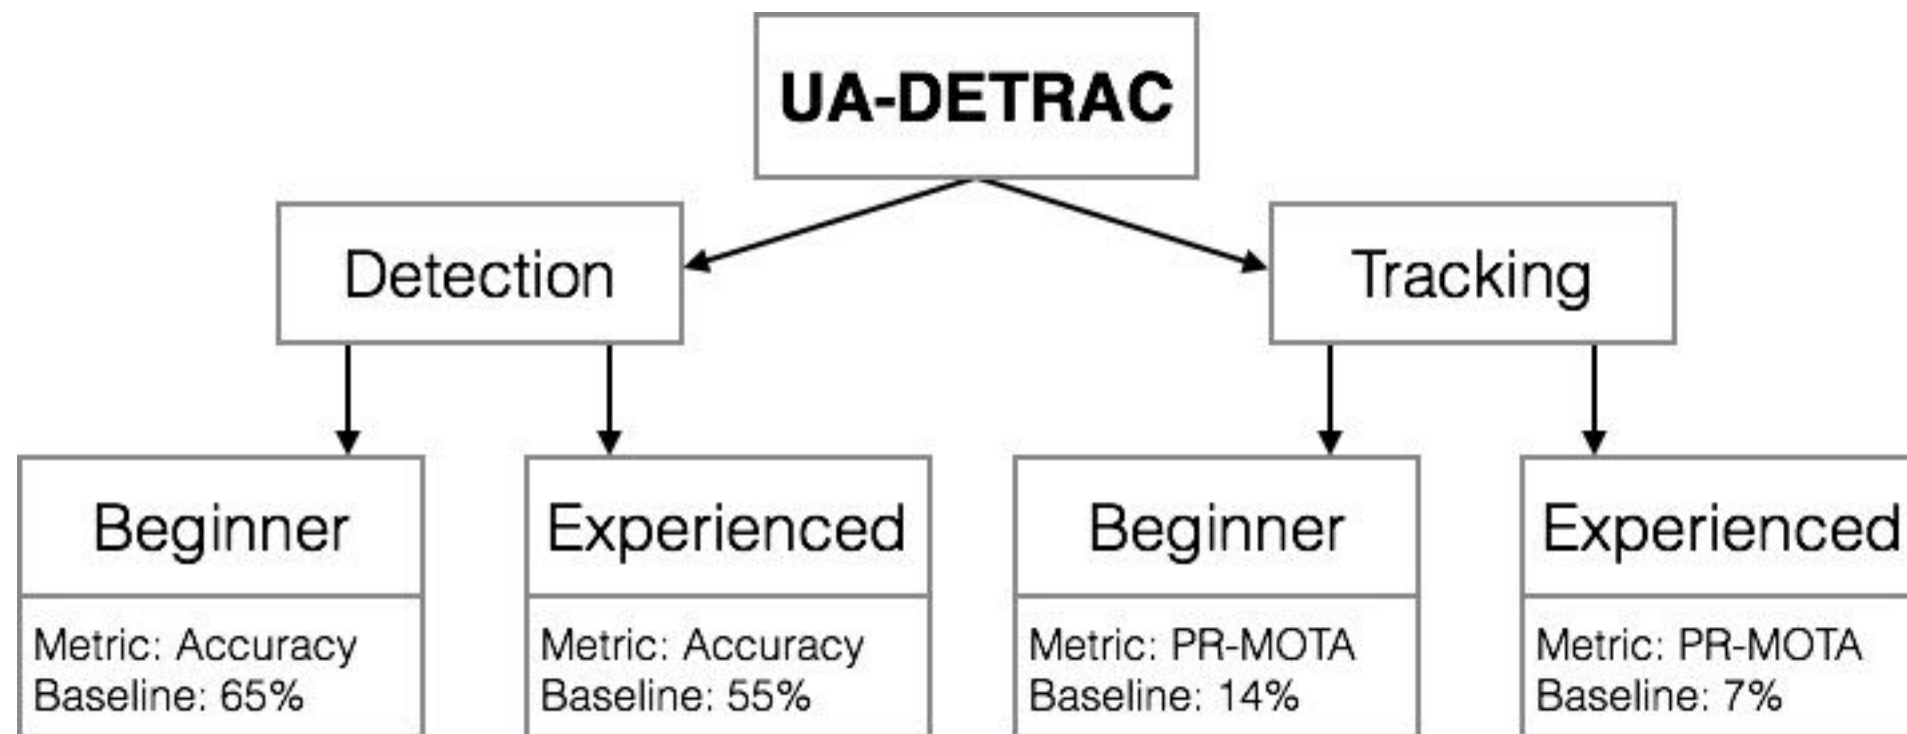 UA-DETRAC
Detection
Tracking
Beginner
Metric: Accuracy
Baseline: 65%
Experienced
Metric: Accuracy
Baseline: 55%
Beginner
Metric: PR-MOTA
Baseline: 14%
Experienced
Metric: PR-MOTA
Baseline: 7%